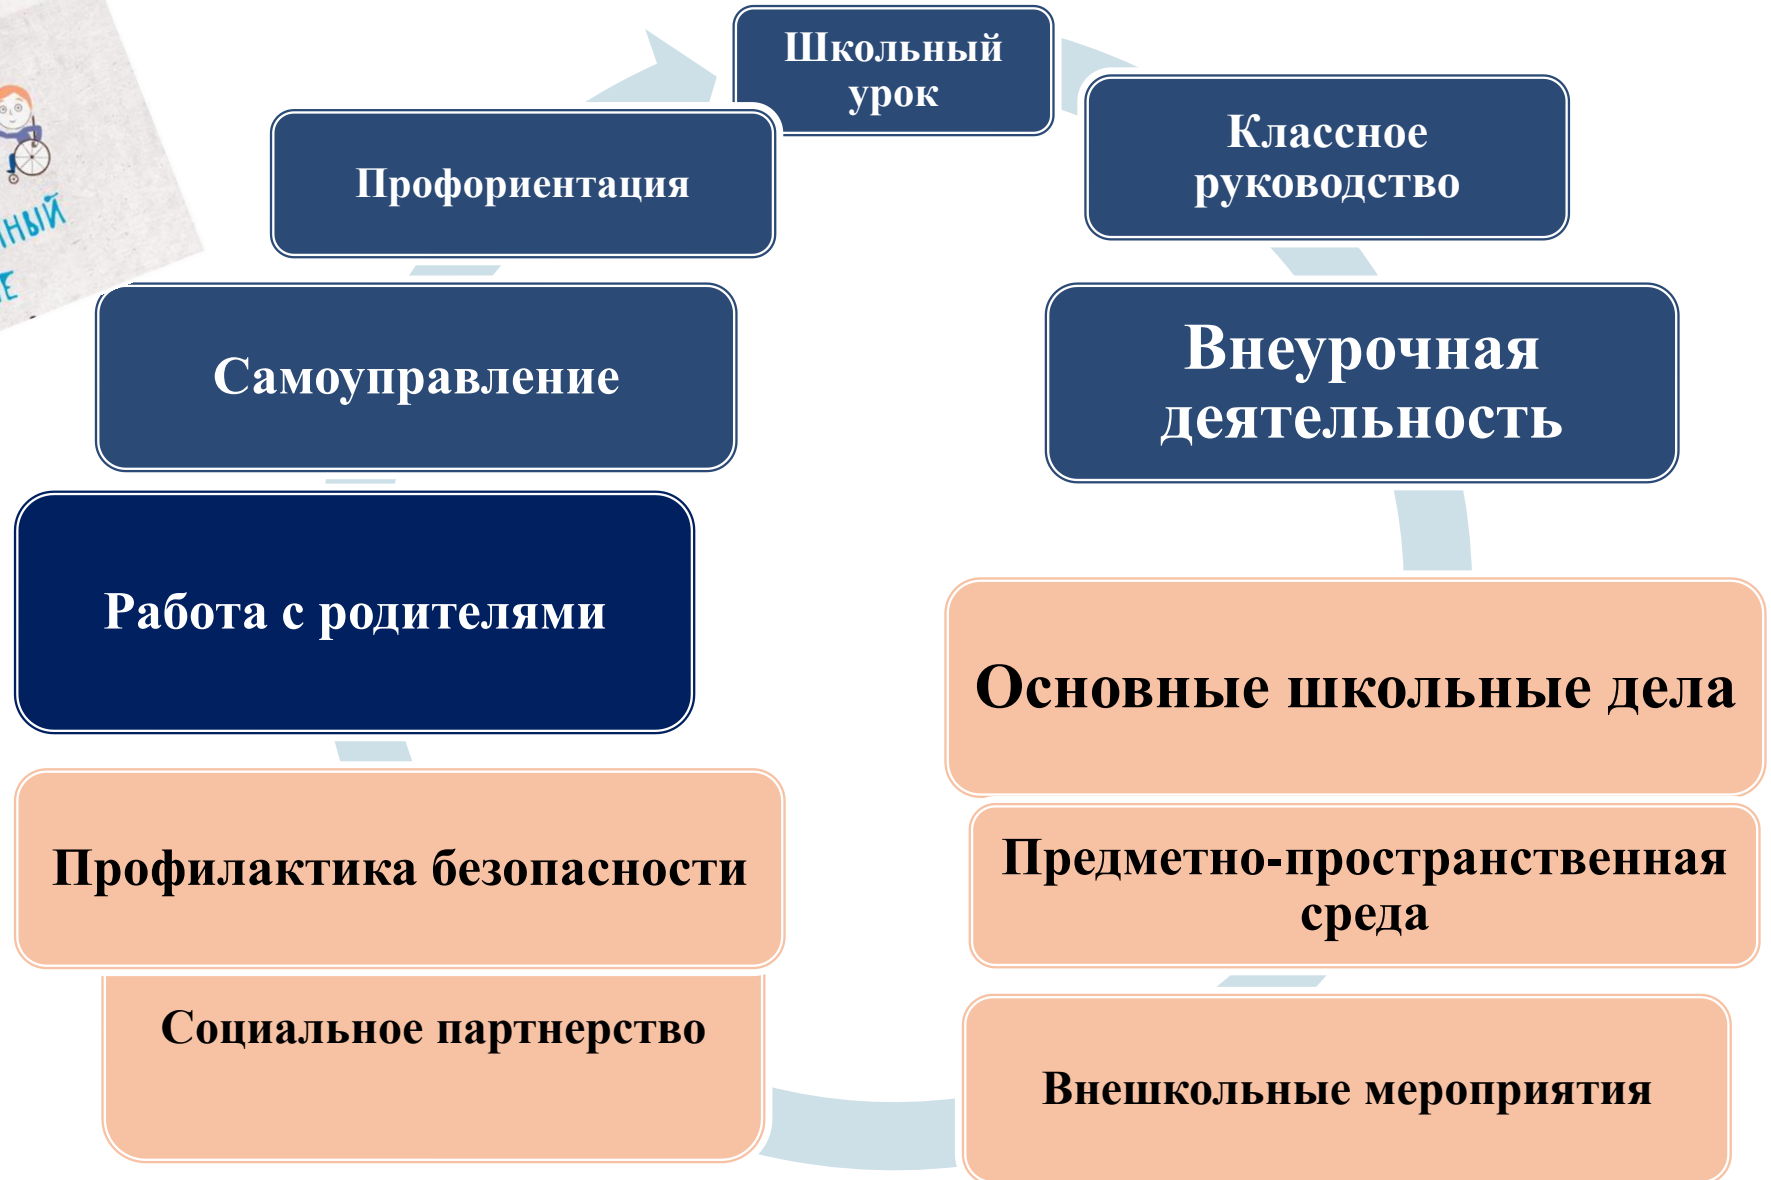 Школьный
урок
Классное
руководство
Внеурочная
деятельность
Основные школьные дела
Предметно-пространственная
среда
Внешкольные мероприятия
Социальное партнерство
Профилактика безопасности
Работа с родителями
Самоуправление
Профориентация